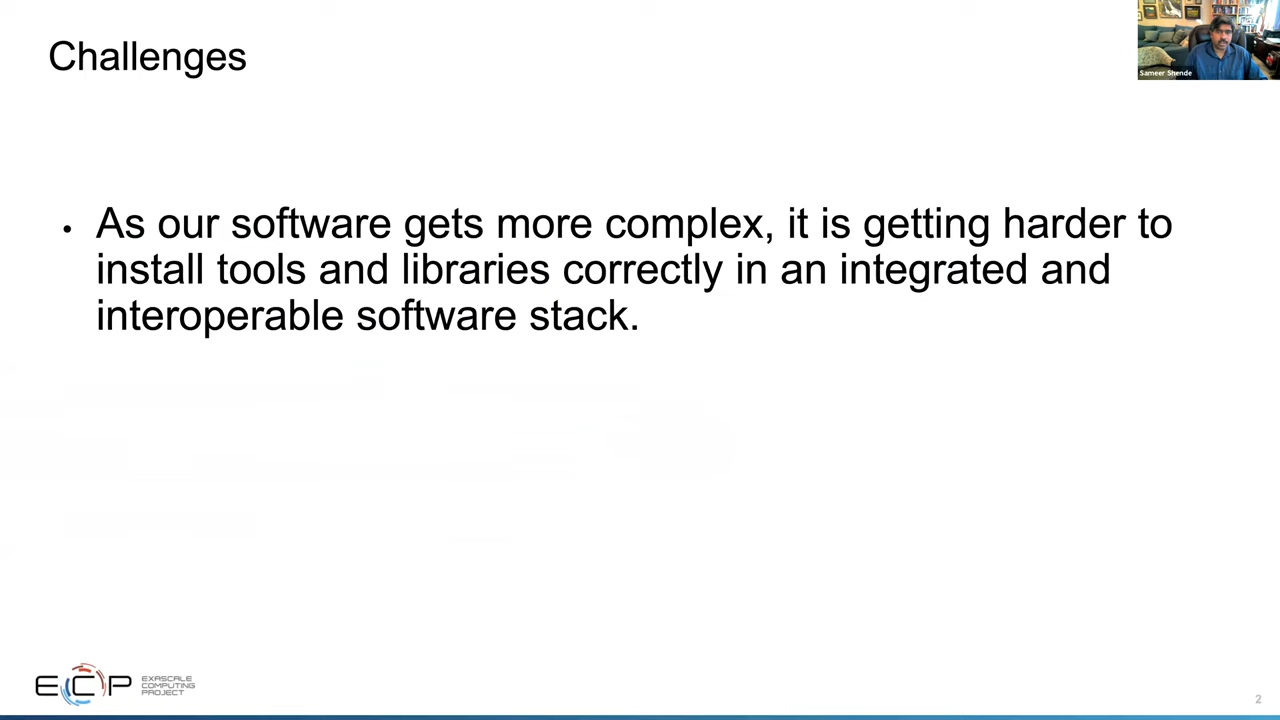 Challenges
Sameer Shende
• As our software gets more complex, it is getting harder to
install tools and libraries correctly in an integrated and
interoperable software stack.
ECP
EXASCALE
COMPUTING
PROJECT
2